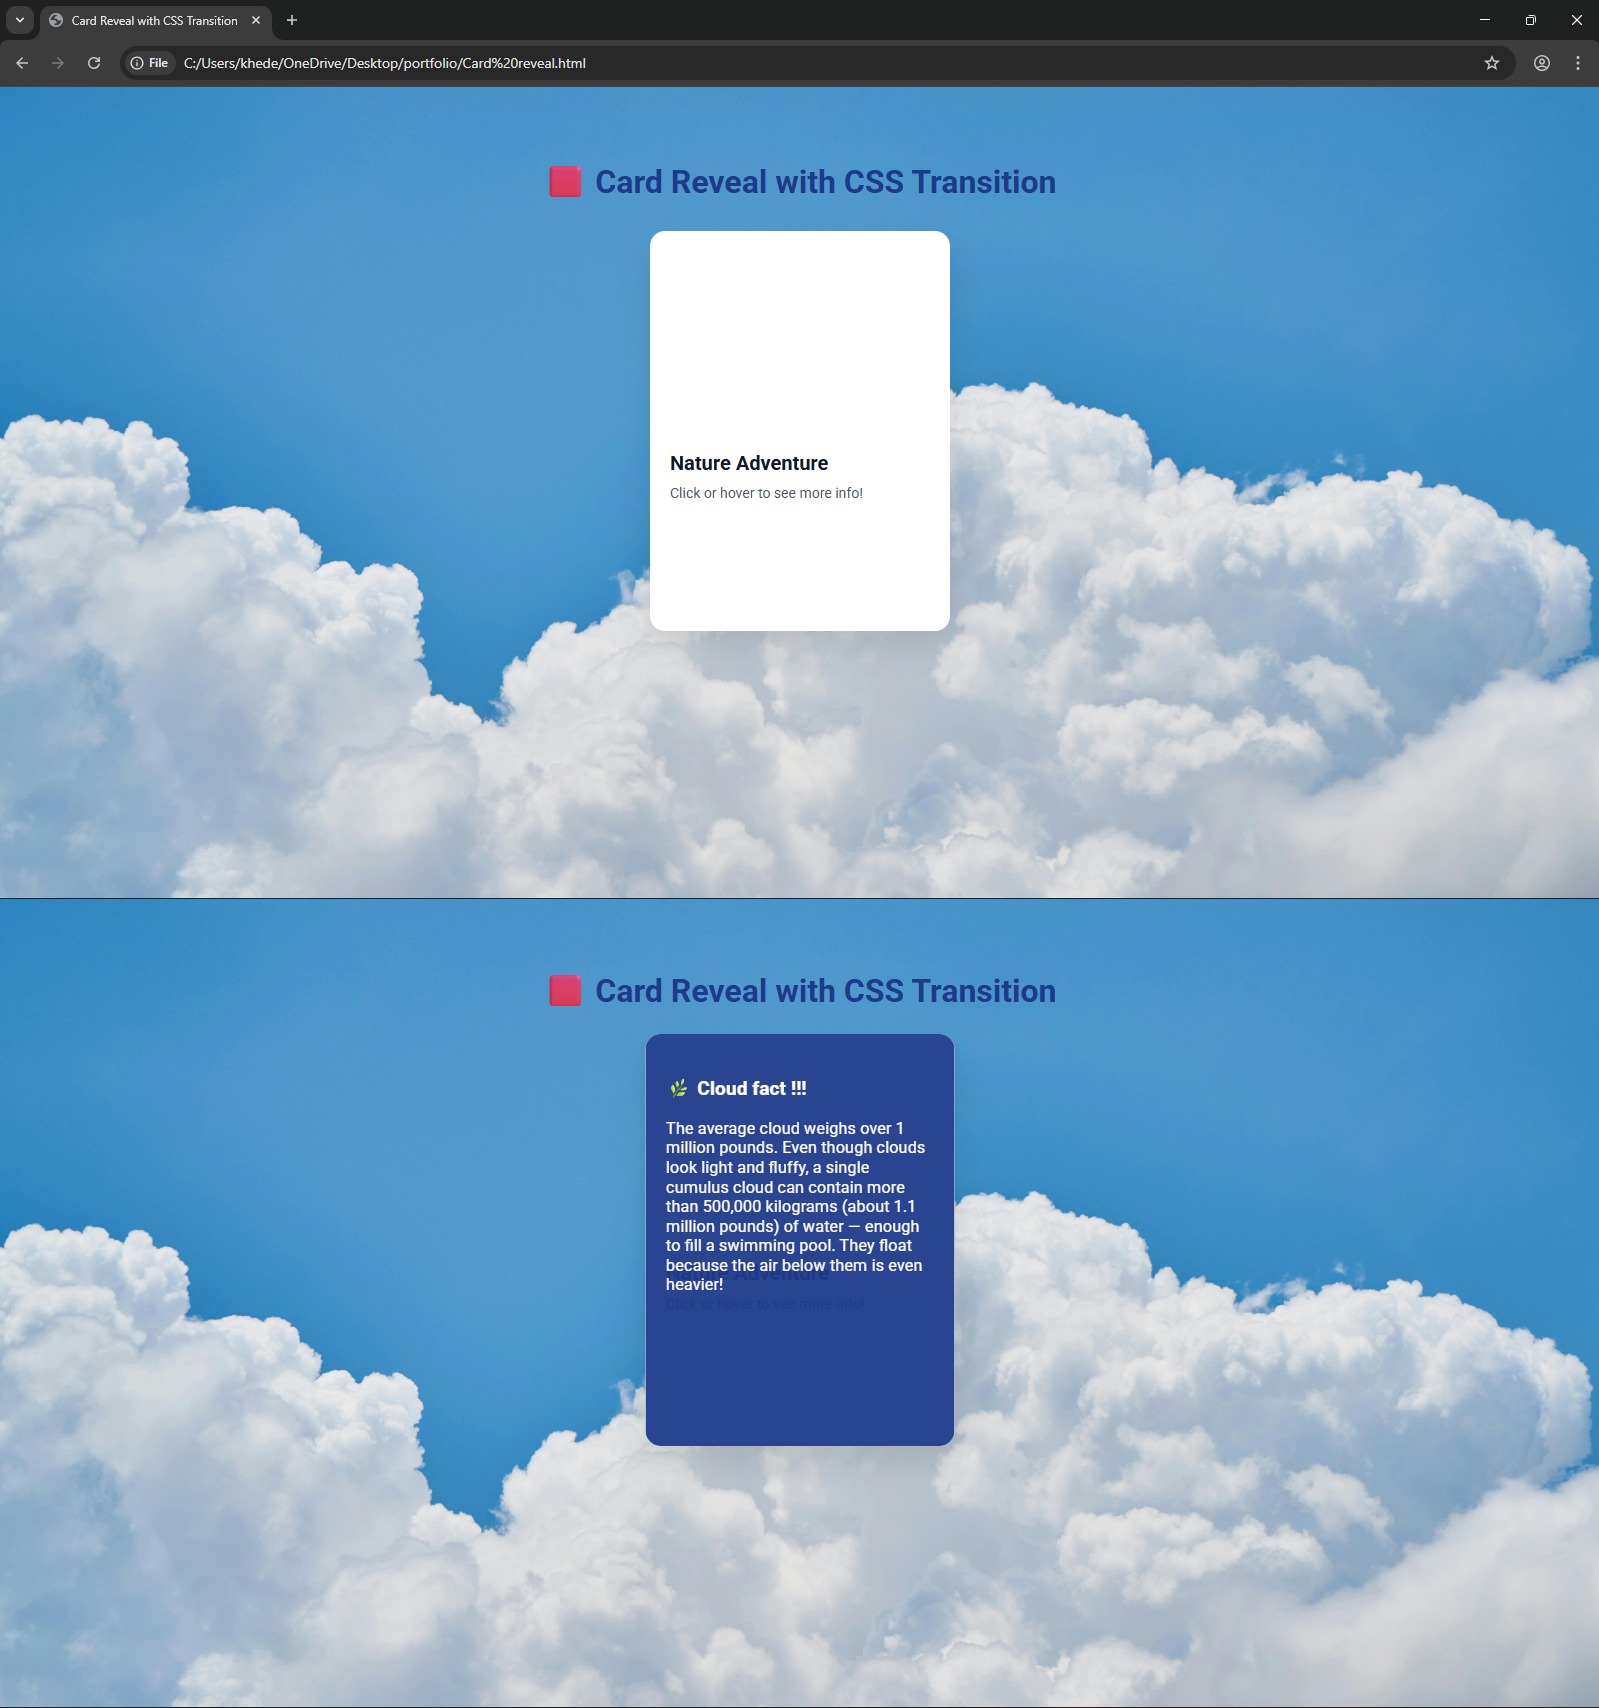 Card Reveal with CSS Transition
File
C:/Users/khede/OneDrive/Desktop/portfolio/Card%20reveal.html
Card Reveal with CSS Transition
Nature Adventure
Click or hover to see more info!
Card Reveal with CSS Transition
Cloud fact !!!
The average cloud weighs over 1
million pounds. Even though clouds
look light and fluffy, a single
cumulus cloud can contain more
than 500,000 kilograms (about 1.1
million pounds) of water — enough
to fill a swimming pool. They float
because the air below them is even
Nature Adventure
heavier!
Click or hover to see more info!